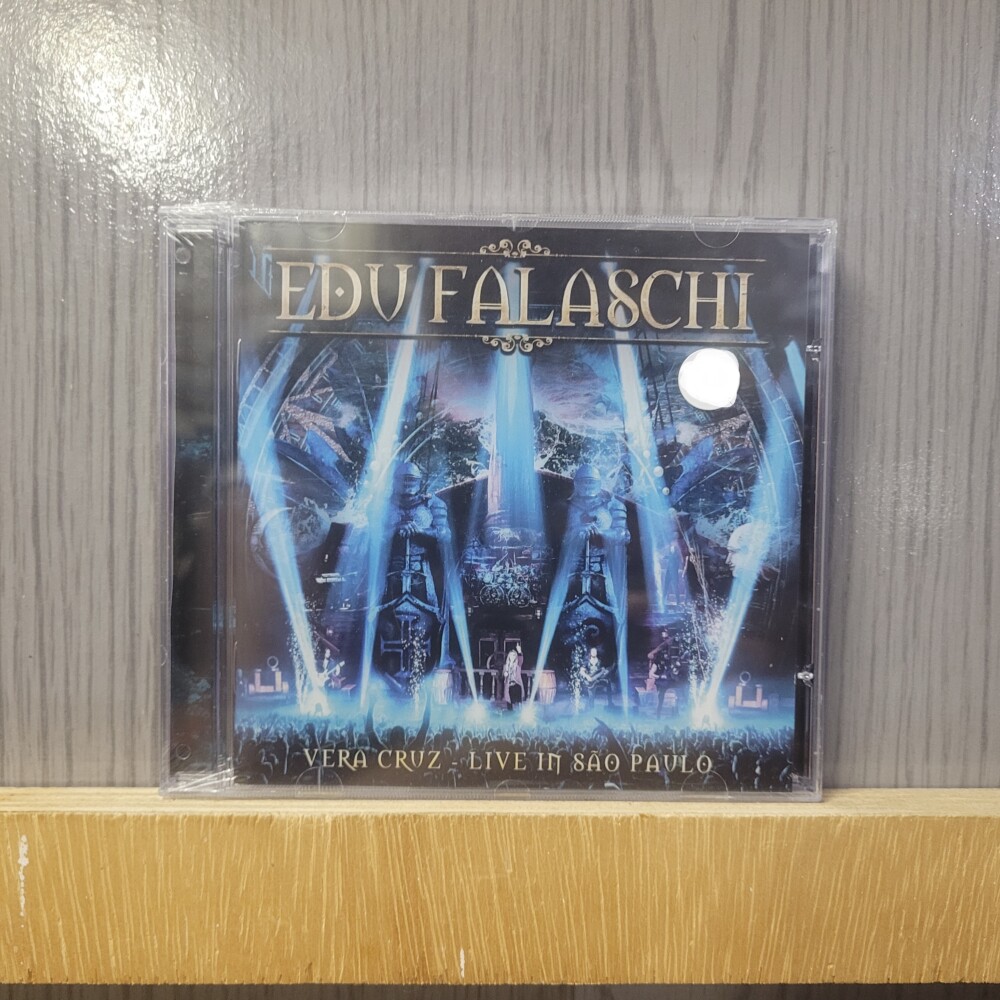 EDU FALASCHI
VERA CRUZ - LIVE IN SÃO PAULO